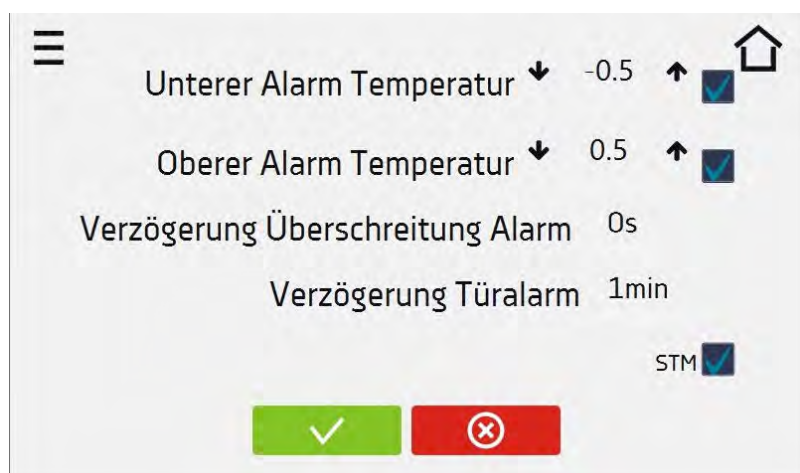 Unterer Alarm Temperatur -0.5
Oberer Alarm Temperatur 0.5
Verzögerung Überschreitung Alarm 0s
Verzögerung Türalarm 1min
STM